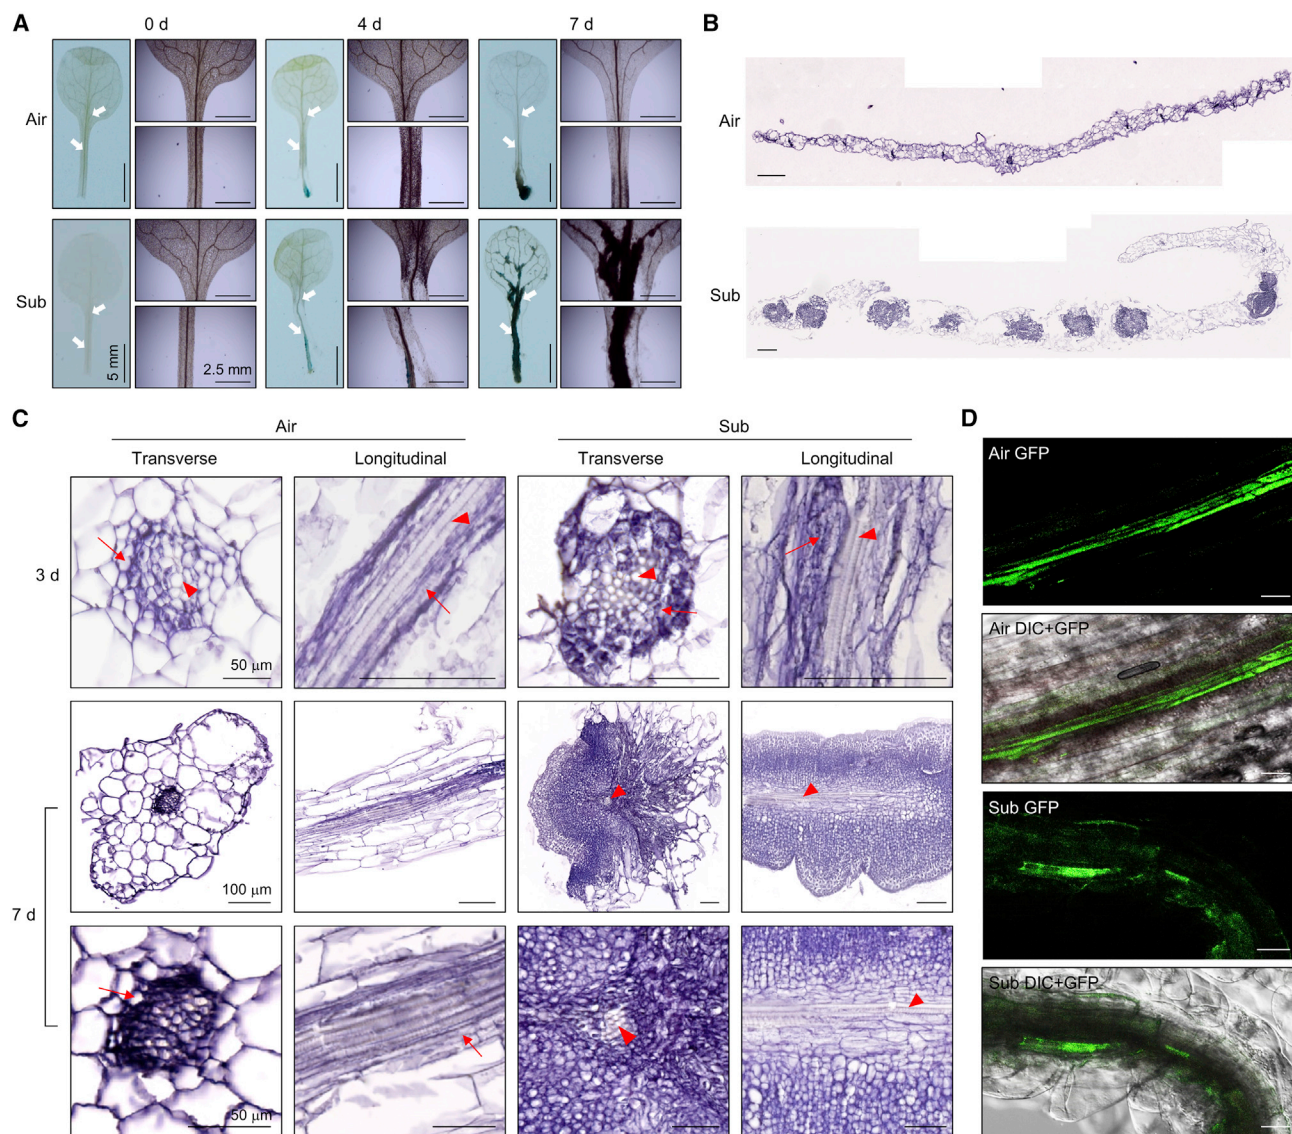 A
0 d
4 d
7 d
Air
Sub
5 mm
2.5 mm
B
Air
Sub
C
Air
Sub
Transverse
Longitudinal
Transverse
Longitudinal
3 d
50 μm
7 d
100 μm
50 μm
D
Air GFP
Air DIC+GFP
Sub GFP
Sub DIC+GFP